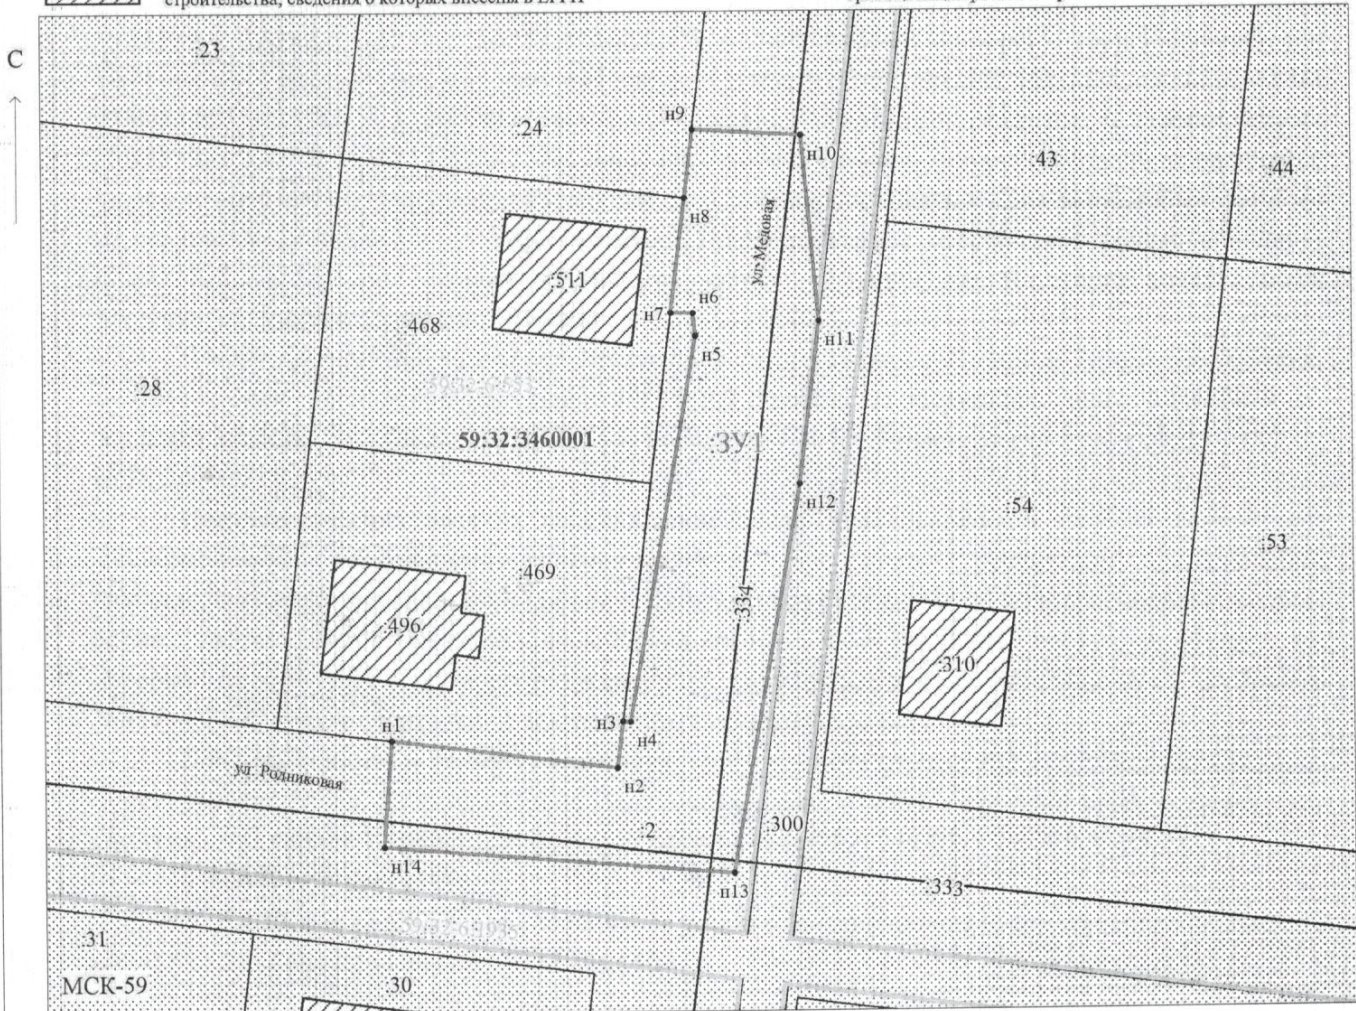 строительства, сведения о которых внесены в ЕГРН
С
:23
:24
н9
н10
43
:44
н8
ул. Медовая
:511
н6
н7
:468
н11
н5
:28
59:32:3460001
:ЗУ1
н12
:54
:53
:469
:334
:496
:310
н3
н1
н4
ул. Родниковая
н2
:2
:300
н14
н13
:333
:31
МСК-59
:30